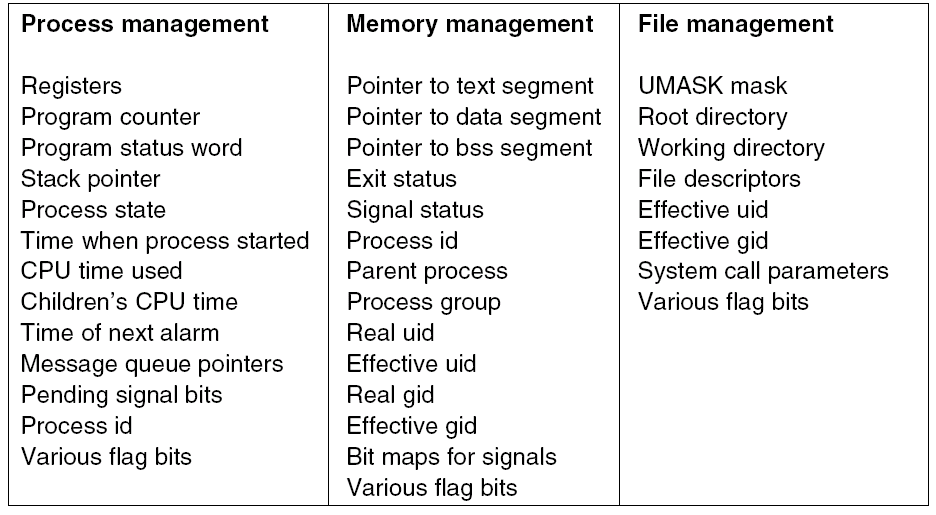 Process management
Registers
Program counter
Program status word
Stack pointer
Process state
Time when process started
CPU time used
Children's CPU time
Time of next alarm
Message queue pointers
Pending signal bits
Process id
Various flag bits
Memory management
Pointer to text segment
Pointer to data segment
Pointer to bss segment
Exit status
Signal status
Process id
Parent process
Process group
Real uid
Effective uid
Real gid
Effective gid
Bit maps for signals
Various flag bits
File management
UMASK mask
Root directory
Working directory
File descriptors
Effective uid
Effective gid
System call parameters
Various flag bits